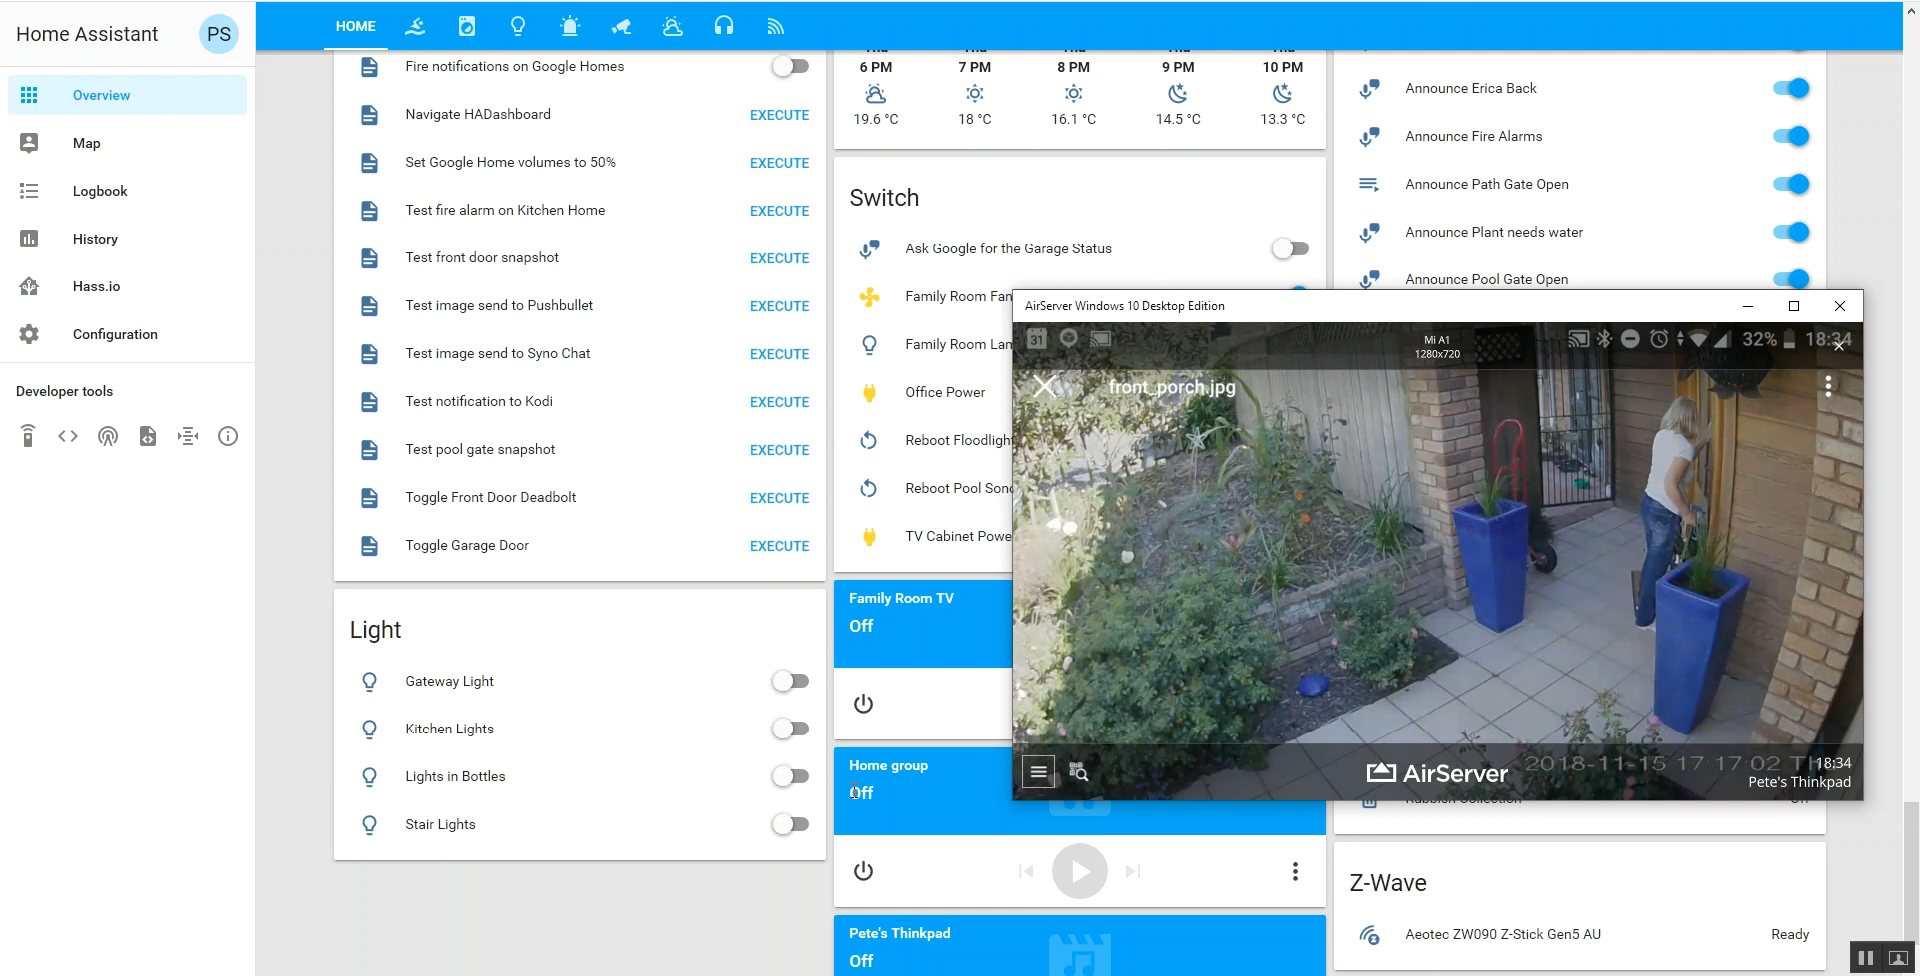 Home Assistant
PS
Overview
Map
Logbook
History
Hass.io
Configuration
Developer tools
HOME
Fire notifications on Google Homes
Navigate HADashboard
EXECUTE
Set Google Home volumes to 50%
EXECUTE
Test fire alarm on Kitchen Home
EXECUTE
Test front door snapshot
EXECUTE
Test image send to Pushbullet
EXECUTE
Test image send to Syno Chat
EXECUTE
Test notification to Kodi
EXECUTE
Test pool gate snapshot
EXECUTE
Toggle Front Door Deadbolt
EXECUTE
Toggle Garage Door
EXECUTE
Light
Gateway Light
Kitchen Lights
Lights in Bottles
Stair Lights
Thu Thu Thu Thu Thu
6 PM 7 PM 8 PM 9 PM 10 PM
19.6 °C 18 °C 16.1 °C 14.5 °C 13.3 °C
Switch
Ask Google for the Garage Status
Family Room Fan
Family Room Lam
Office Power
Reboot Floodligh
Reboot Pool Sono
TV Cabinet Powe
Family Room TV
Off
Home group
Off
Pete's Thinkpad
Off
Announce Erica Back
Announce Fire Alarms
Announce Path Gate Open
Announce Plant needs water
Announce Pool Gate Open
AirServer Windows 10 Desktop Edition
31
Mi A1
1280x720
32% 18:34
front_porch.jpg
AirServer
2018-11-15 17:17:02 T
18:34
Pete's Thinkpad
Rubbish Collection
Z-Wave
Aeotec ZW090 Z-Stick Gen5 AU
Ready